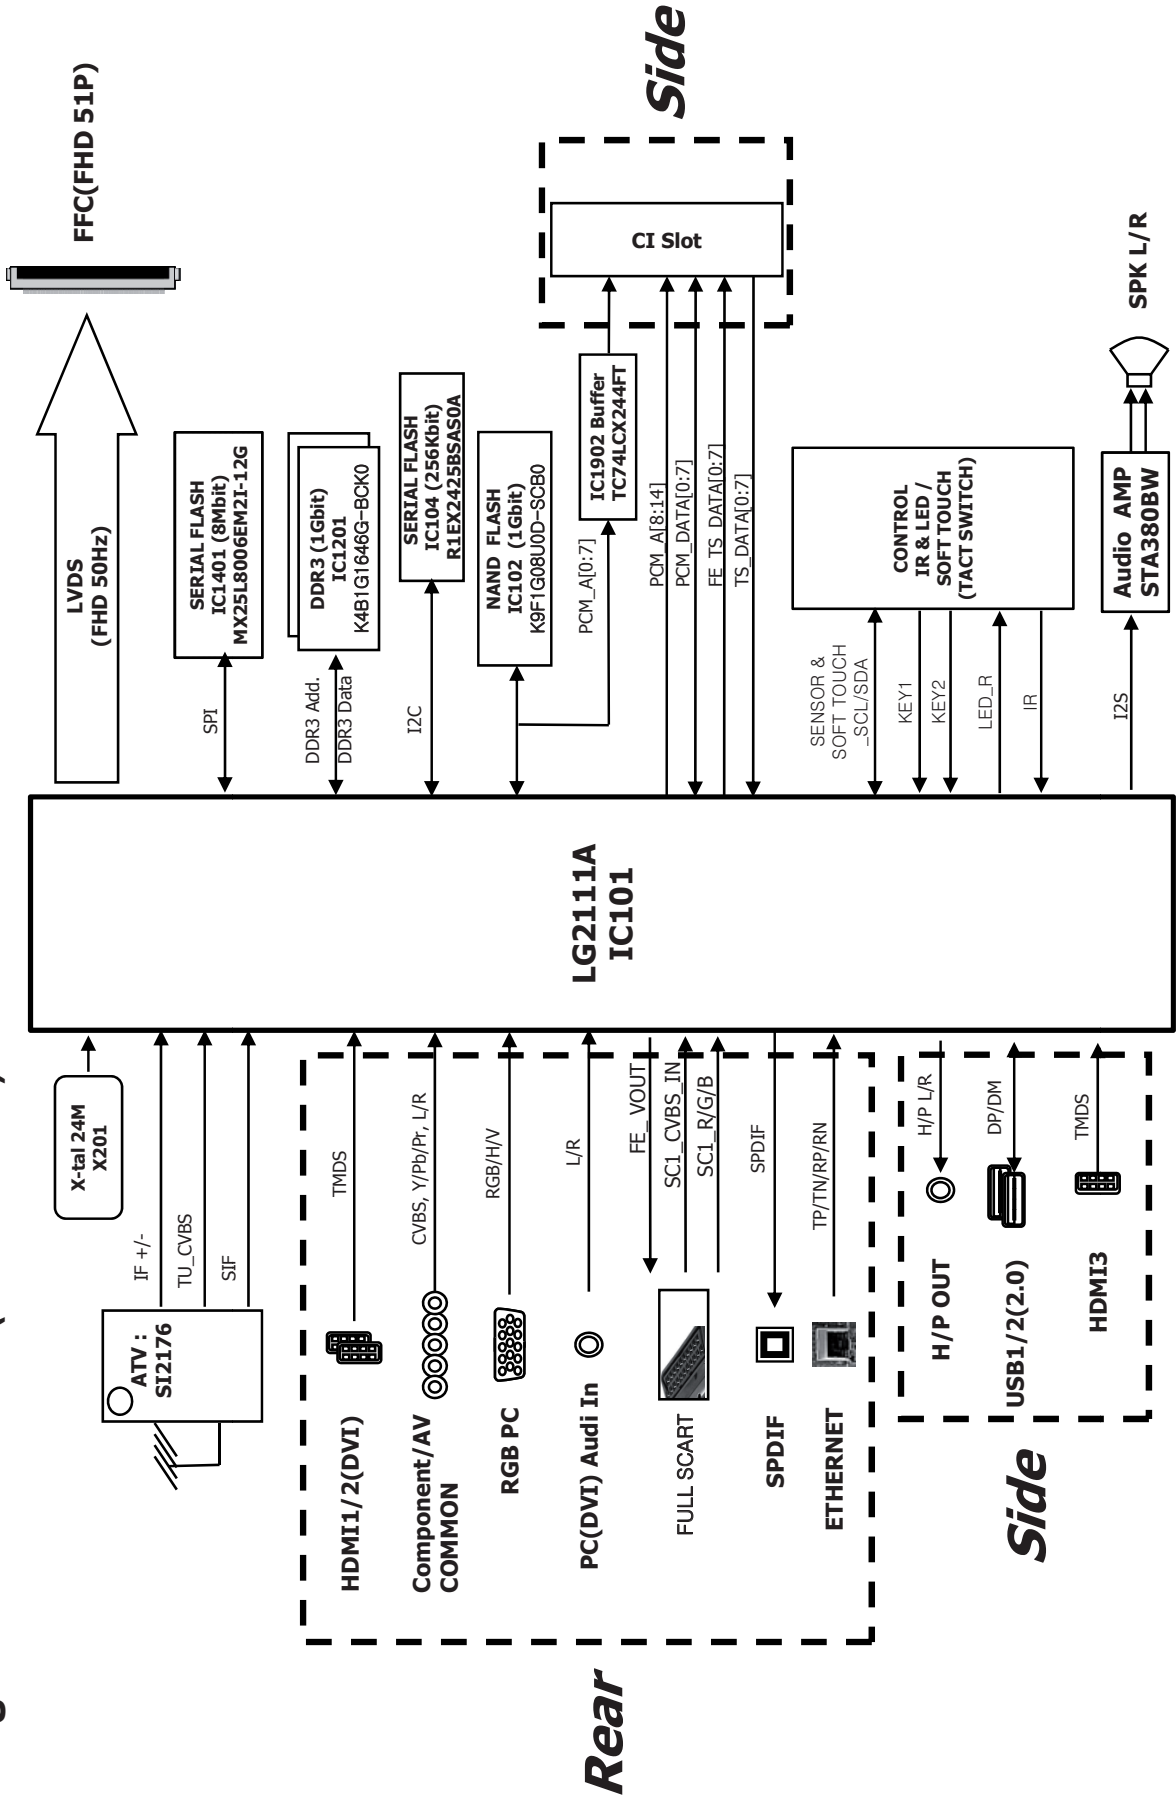 X-tal 24M
X201
ATV :
SI2176
IF +/-
TU_CVBS
SIF
Rear
HDMI1/2(DVI)
TMDS
Component/AV
COMMON
CVBS, Y/Pb/Pr, L/R
RGB PC
RGB/H/V
PC(DVI) Audi In
L/R
FULL SCART
FE_ VOUT
SC1_CVBS_IN
SC1_R/G/B
SPDIF
SPDIF
ETHERNET
TP/TN/RP/RN
Side
H/P OUT
H/P L/R
USB1/2(2.0)
DP/DM
HDMI3
TMDS
LG2111A
IC101
LVDS
(FHD 50Hz)
FFC(FHD 51P)
SPI
SERIAL FLASH
IC1401 (8Mbit)
MX25L8006EM2I-12G
DDR3 Add.
DDR3 Data
DDR3 (1Gbit)
IC1201
K4B1G1646G-BCK0
I2C
SERIAL FLASH
IC104 (256Kbit)
R1EX2425BSAS0A
NAND FLASH
IC102 (1Gbit)
K9F1G08U0D-SCB0
PCM_A[0:7]
IC1902 Buffer
TC74LCX244FT
PCM_A[8:14]
PCM_DATA[0:7]
FE_TS_DATA[0:7]
TS_DATA[0:7]
CI Slot
Side
SENSOR &
SOFT TOUCH
_SCL/SDA
KEY1
KEY2
LED_R
IR
CONTROL
IR & LED /
SOFT TOUCH
(TACT SWITCH)
I2S
Audio AMP
STA380BW
SPK L/R